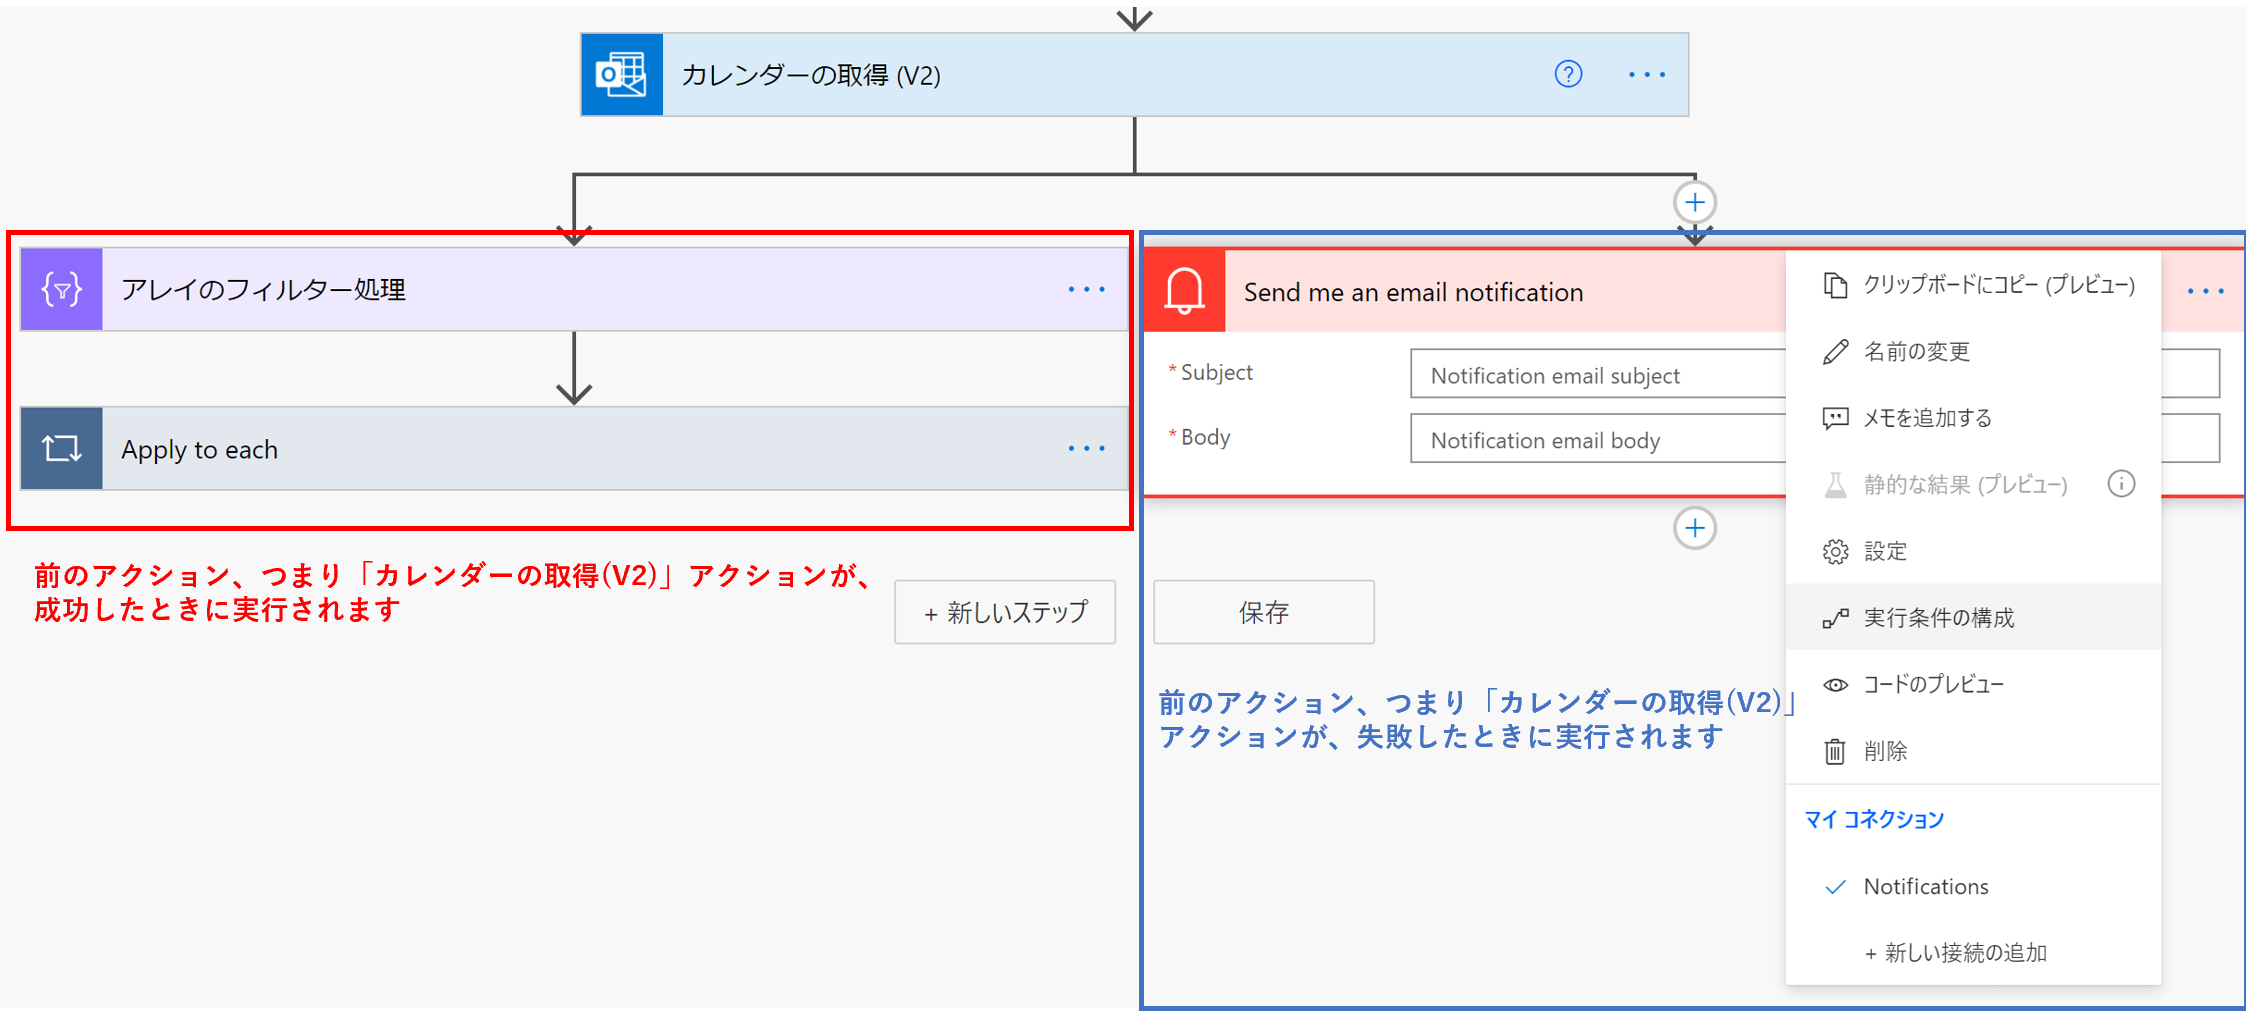 カレンダーの取得 (V2)
アレイのフィルター処理
Apply to each
前のアクション、つまり「カレンダーの取得(V2)」アクションが、
成功したときに実行されます
+ 新しいステップ
Send me an email notification
* Subject
Notification email subject
* Body
Notification email body
保存
前のアクション、つまり「カレンダーの取得(V2)」
アクションが、失敗したときに実行されます
クリップボードにコピー (プレビュー)
名前の変更
メモを追加する
静的な結果 (プレビュー)
設定
実行条件の構成
コードのプレビュー
削除
マイ コネクション
Notifications
+ 新しい接続の追加